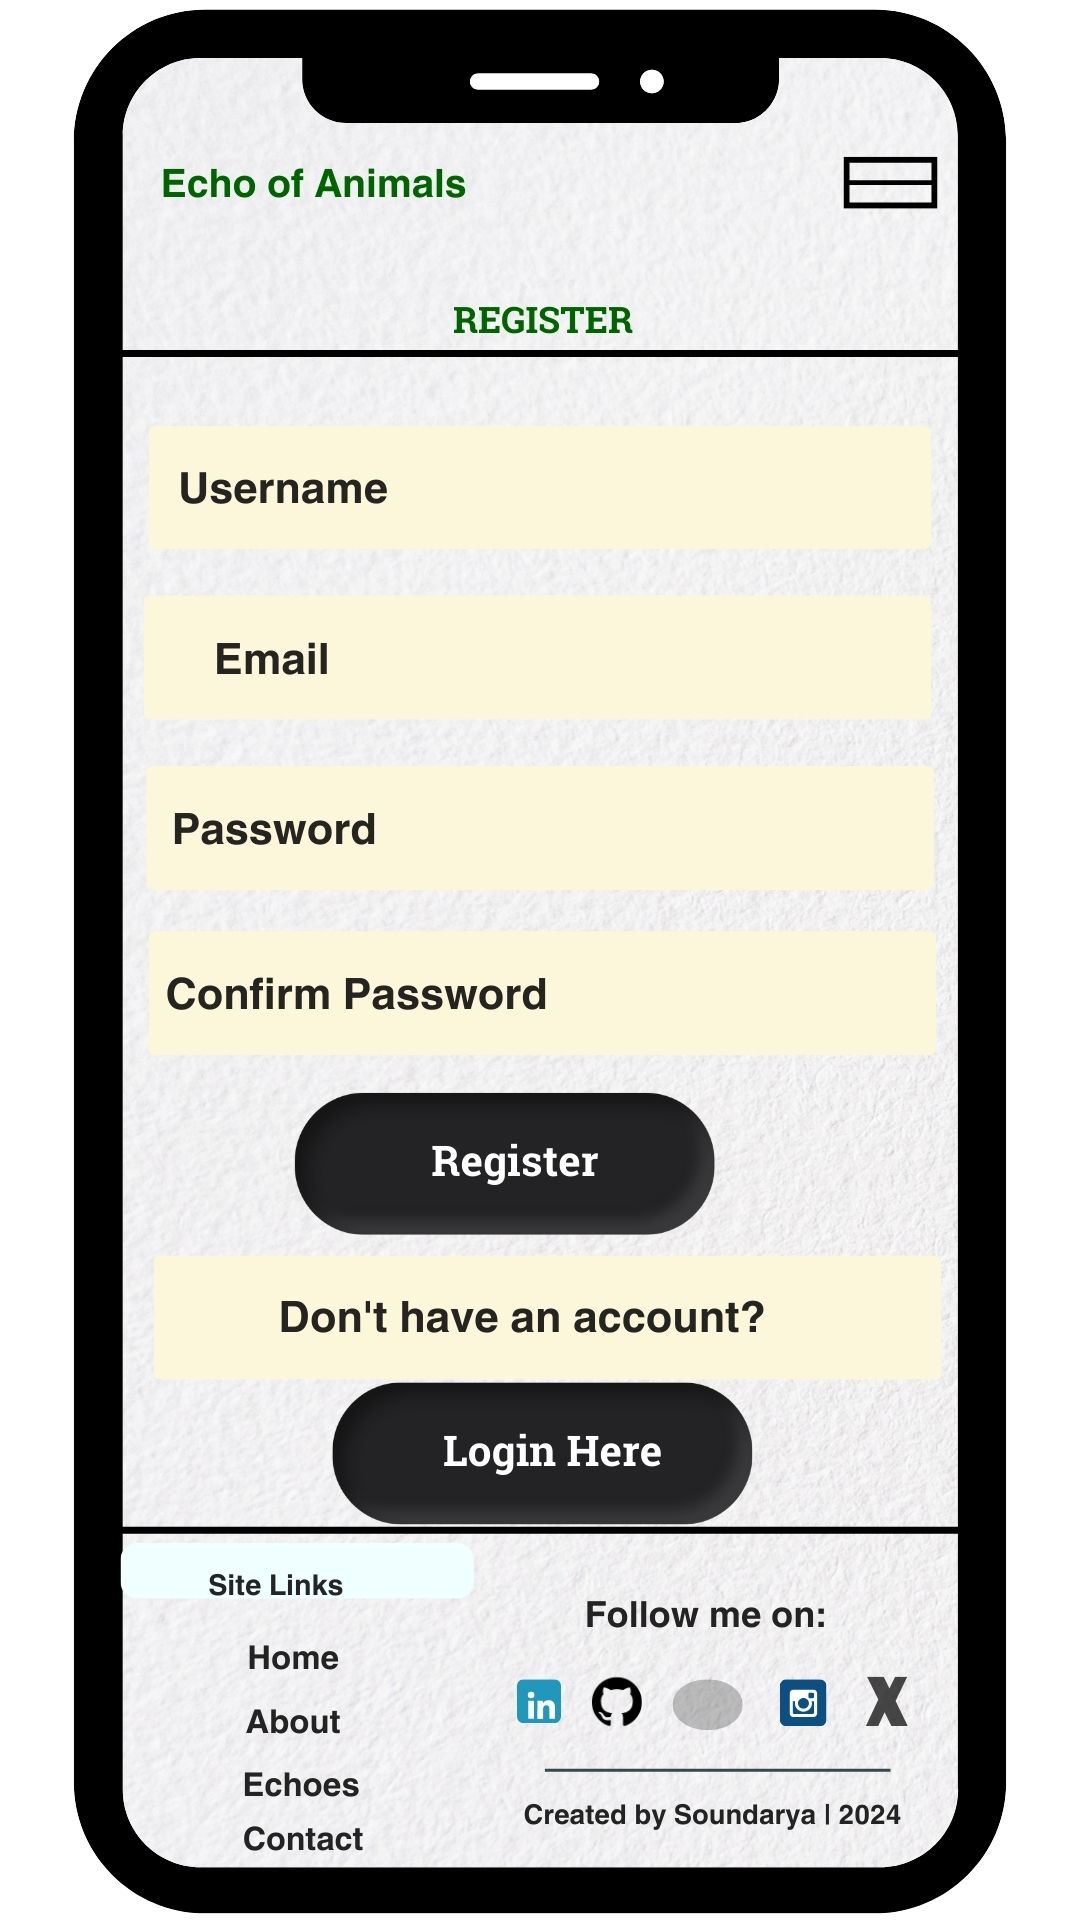 Echo of Animals
REGISTER
Username
Email
Password
Confirm Password
Register
Don't have an account?
Login Here
Site Links
Home
About
Echoes
Contact
Follow me on:
in
X
Created by Soundarya | 2024